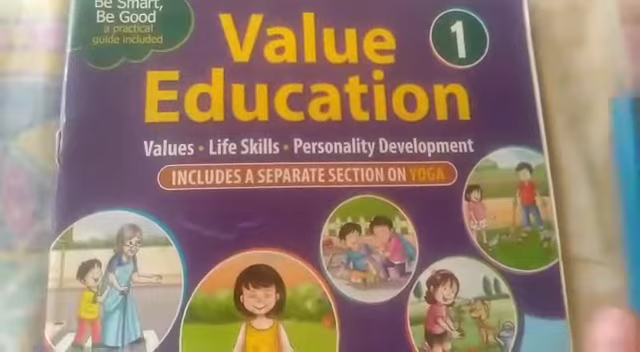 Be Smart,
Be Good
a practical
guide included
Value
1
Education
Values • Life Skills • Personality Development
INCLUDES A SEPARATE SECTION ON YOGA